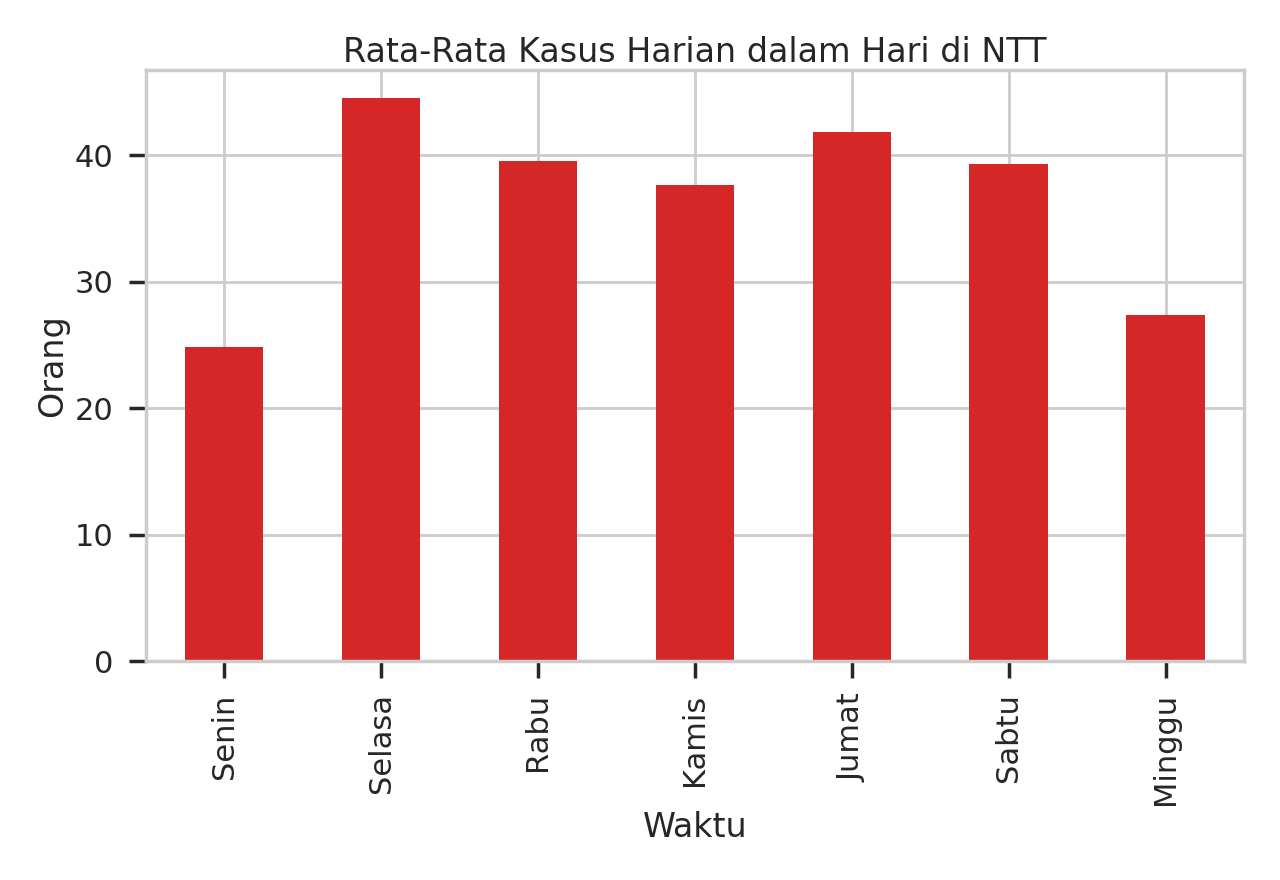 Rata-Rata Kasus Harian dalam Hari di NTT
Orang
40
30
20
10
0
Senin
Selasa
Rabu
Kamis
Jumat
Sabtu
Minggu
Waktu